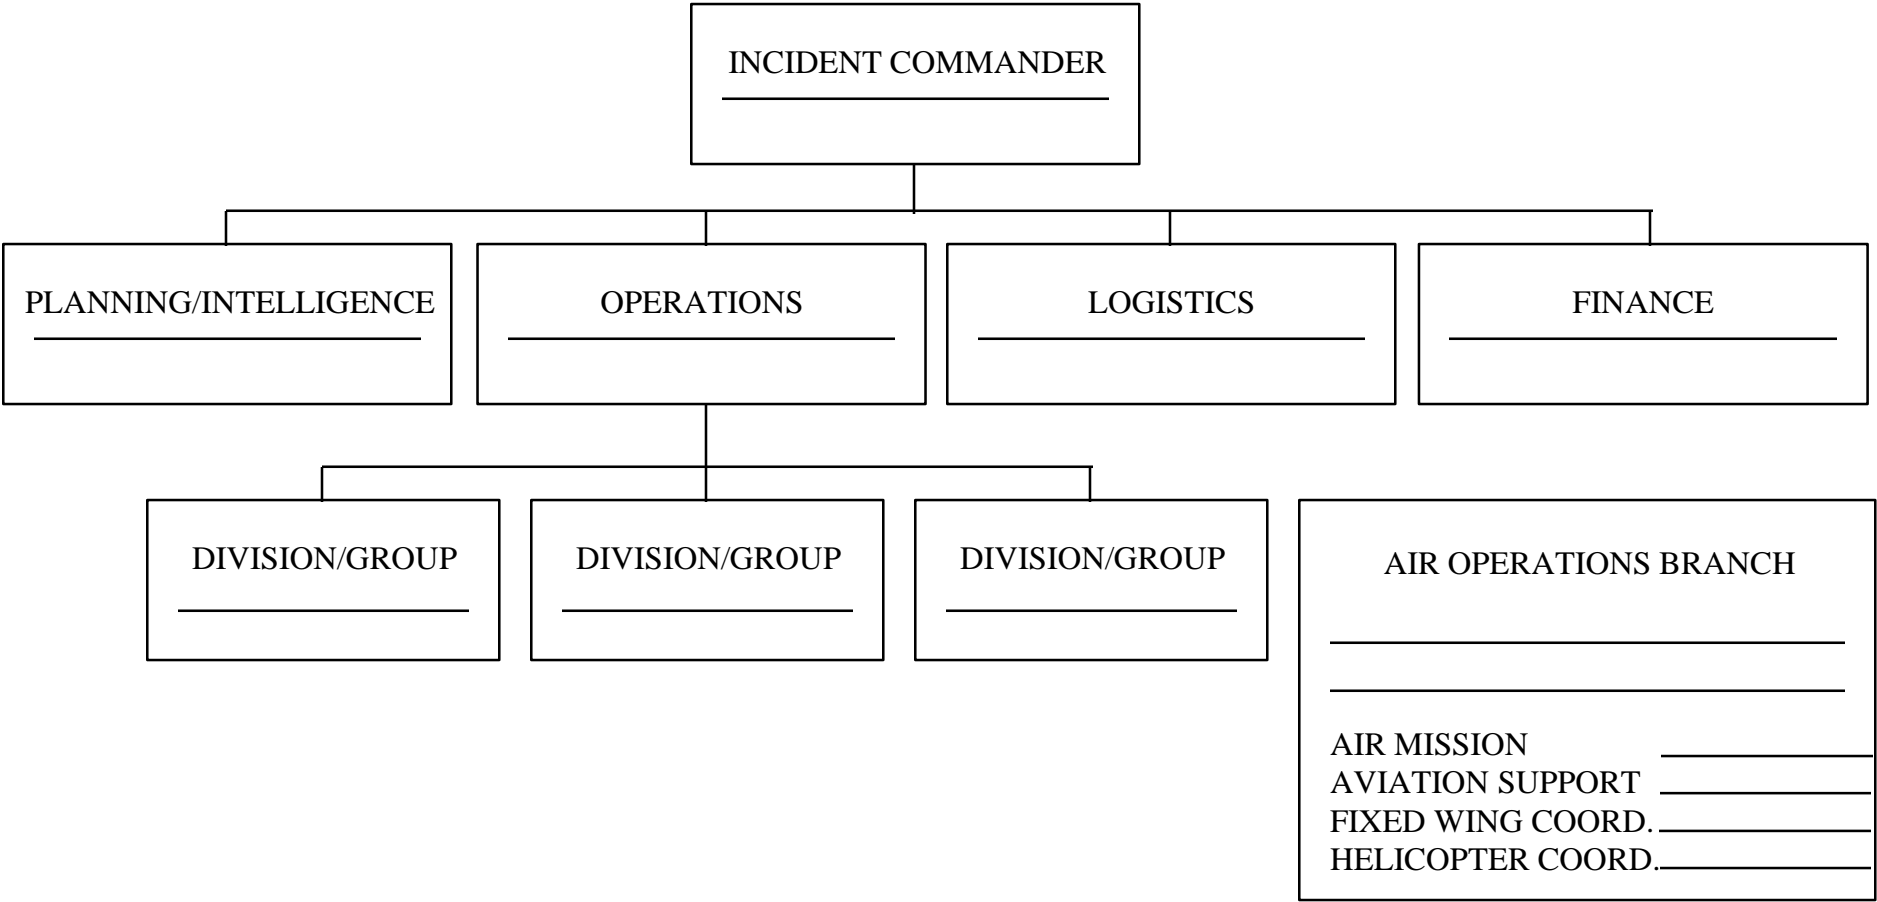 INCIDENT COMMANDER
PLANNING/INTELLIGENCE
OPERATIONS
LOGISTICS
FINANCE
DIVISION/GROUP
DIVISION/GROUP
DIVISION/GROUP
AIR OPERATIONS BRANCH
AIR MISSION
AVIATION SUPPORT
FIXED WING COORD.
HELICOPTER COORD.